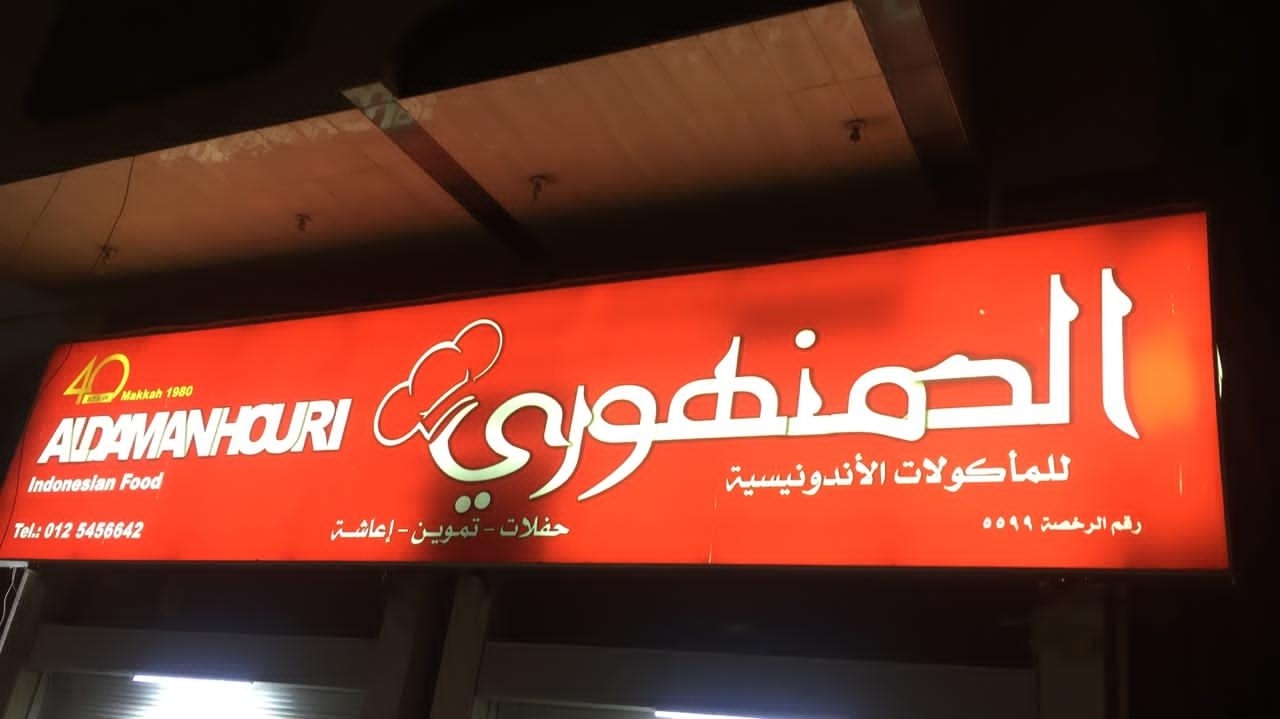 40 Makkah 1980
ALDAMANHOURI
Indonesian Food
Tel.: 012 5456642
الدمنهوري
للمأكولات الأندونيسية
حفلات - تموين - إعاشة
رقم الرخصة ٥٥٩٩